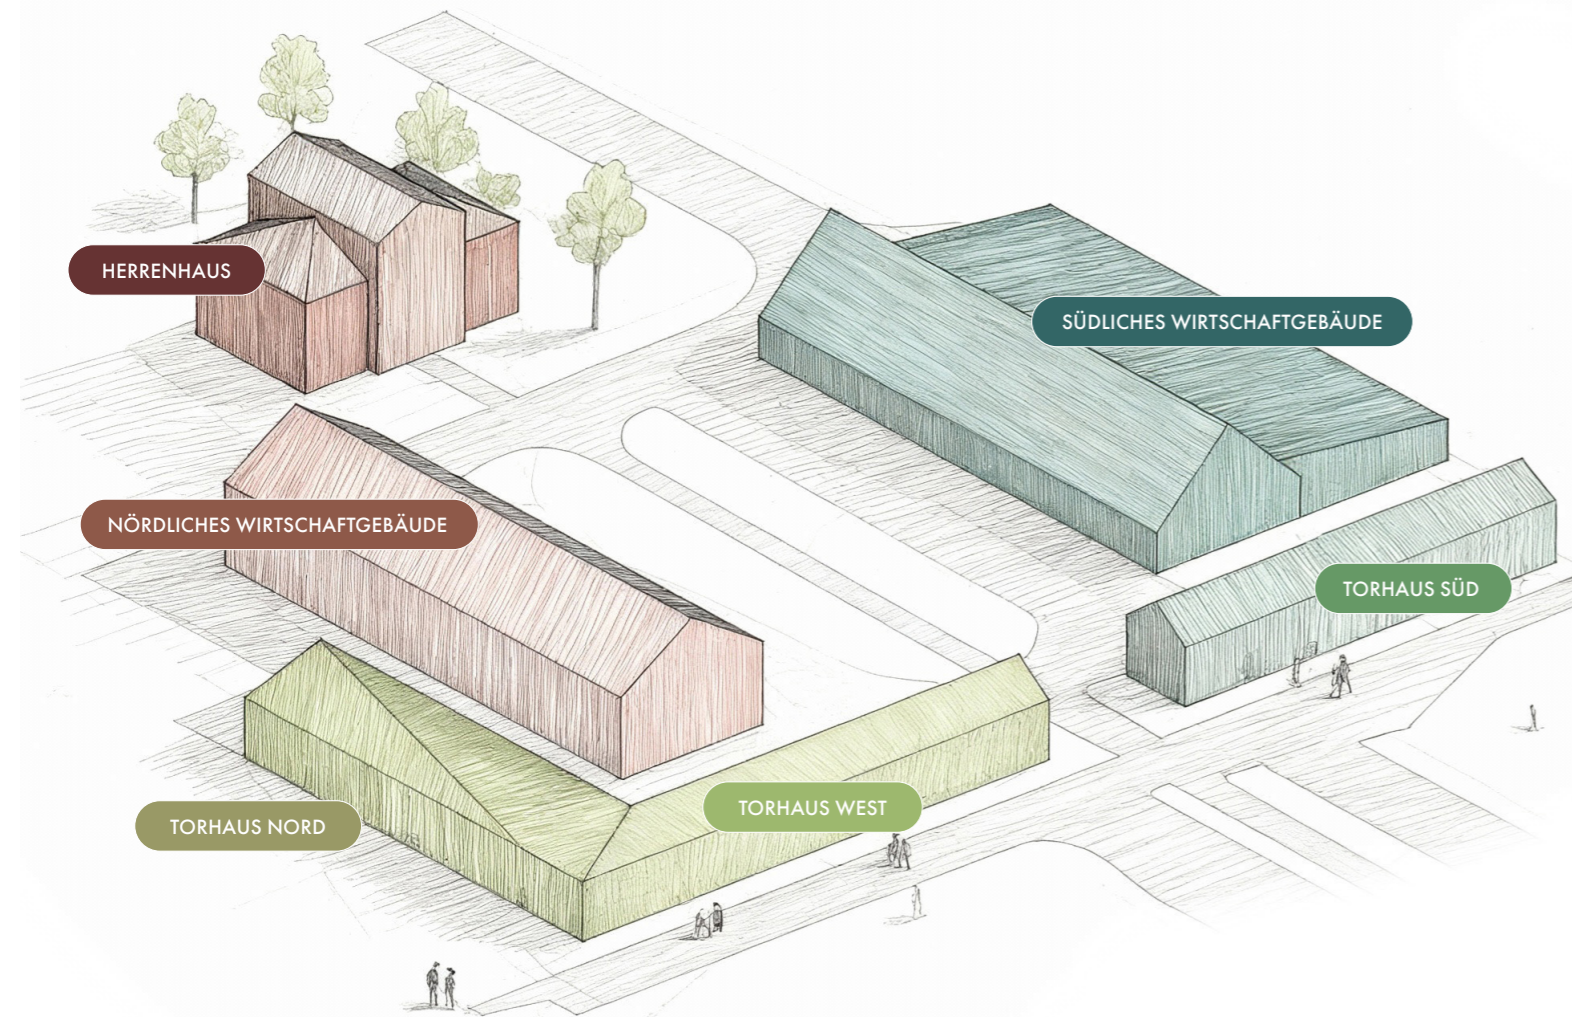 HERRENHAUS
SÜDLICHES WIRTSCHAFTGEBÄUDE
NÖRDLICHES WIRTSCHAFTGEBÄUDE
TORHAUS SÜD
TORHAUS WEST
TORHAUS NORD